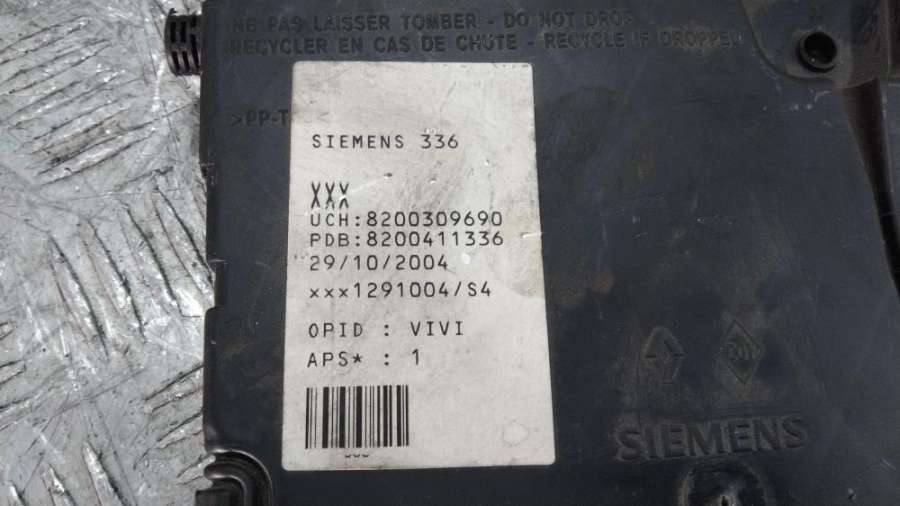 NE PAS LAISSER TOMBER - DO NOT DROP
RECYCLER EN CAS DE CHUTE - RECYCLE IF DROPPED
SIEMENS 336
XXX
UCH:8200309690
PDB:8200411336
29/10/2004
xxx1291004/S4
OPID : VIVI
APS* : 1
SIEMENS